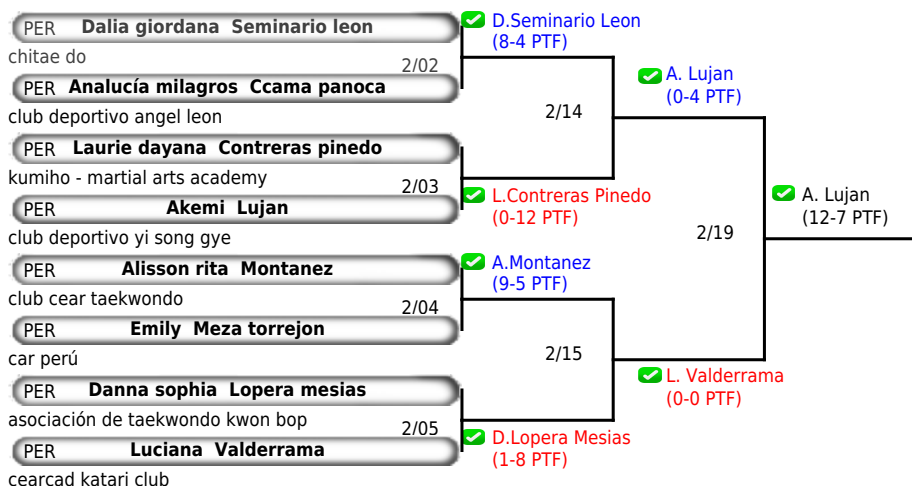 PER Dalia giordana Seminario leon
chitae do
2/02
PER Analucía milagros Ccama panoca
club deportivo angel leon
PER Laurie dayana Contreras pinedo
kumiho - martial arts academy
2/03
PER Akemi Lujan
club deportivo yi song gye
PER Alisson rita Montanez
club cear taekwondo
2/04
PER Emily Meza torrejon
car perú
PER Danna sophia Lopera mesias
asociación de taekwondo kwon bop
2/05
PER Luciana Valderrama
cearcad katari club
D.Seminario Leon
(8-4 PTF)
2/14
L.Contreras Pinedo
(0-12 PTF)
A.Montanez
(9-5 PTF)
2/15
D.Lopera Mesias
(1-8 PTF)
A. Lujan
(0-4 PTF)
2/19
L. Valderrama
(0-0 PTF)
A. Lujan
(12-7 PTF)